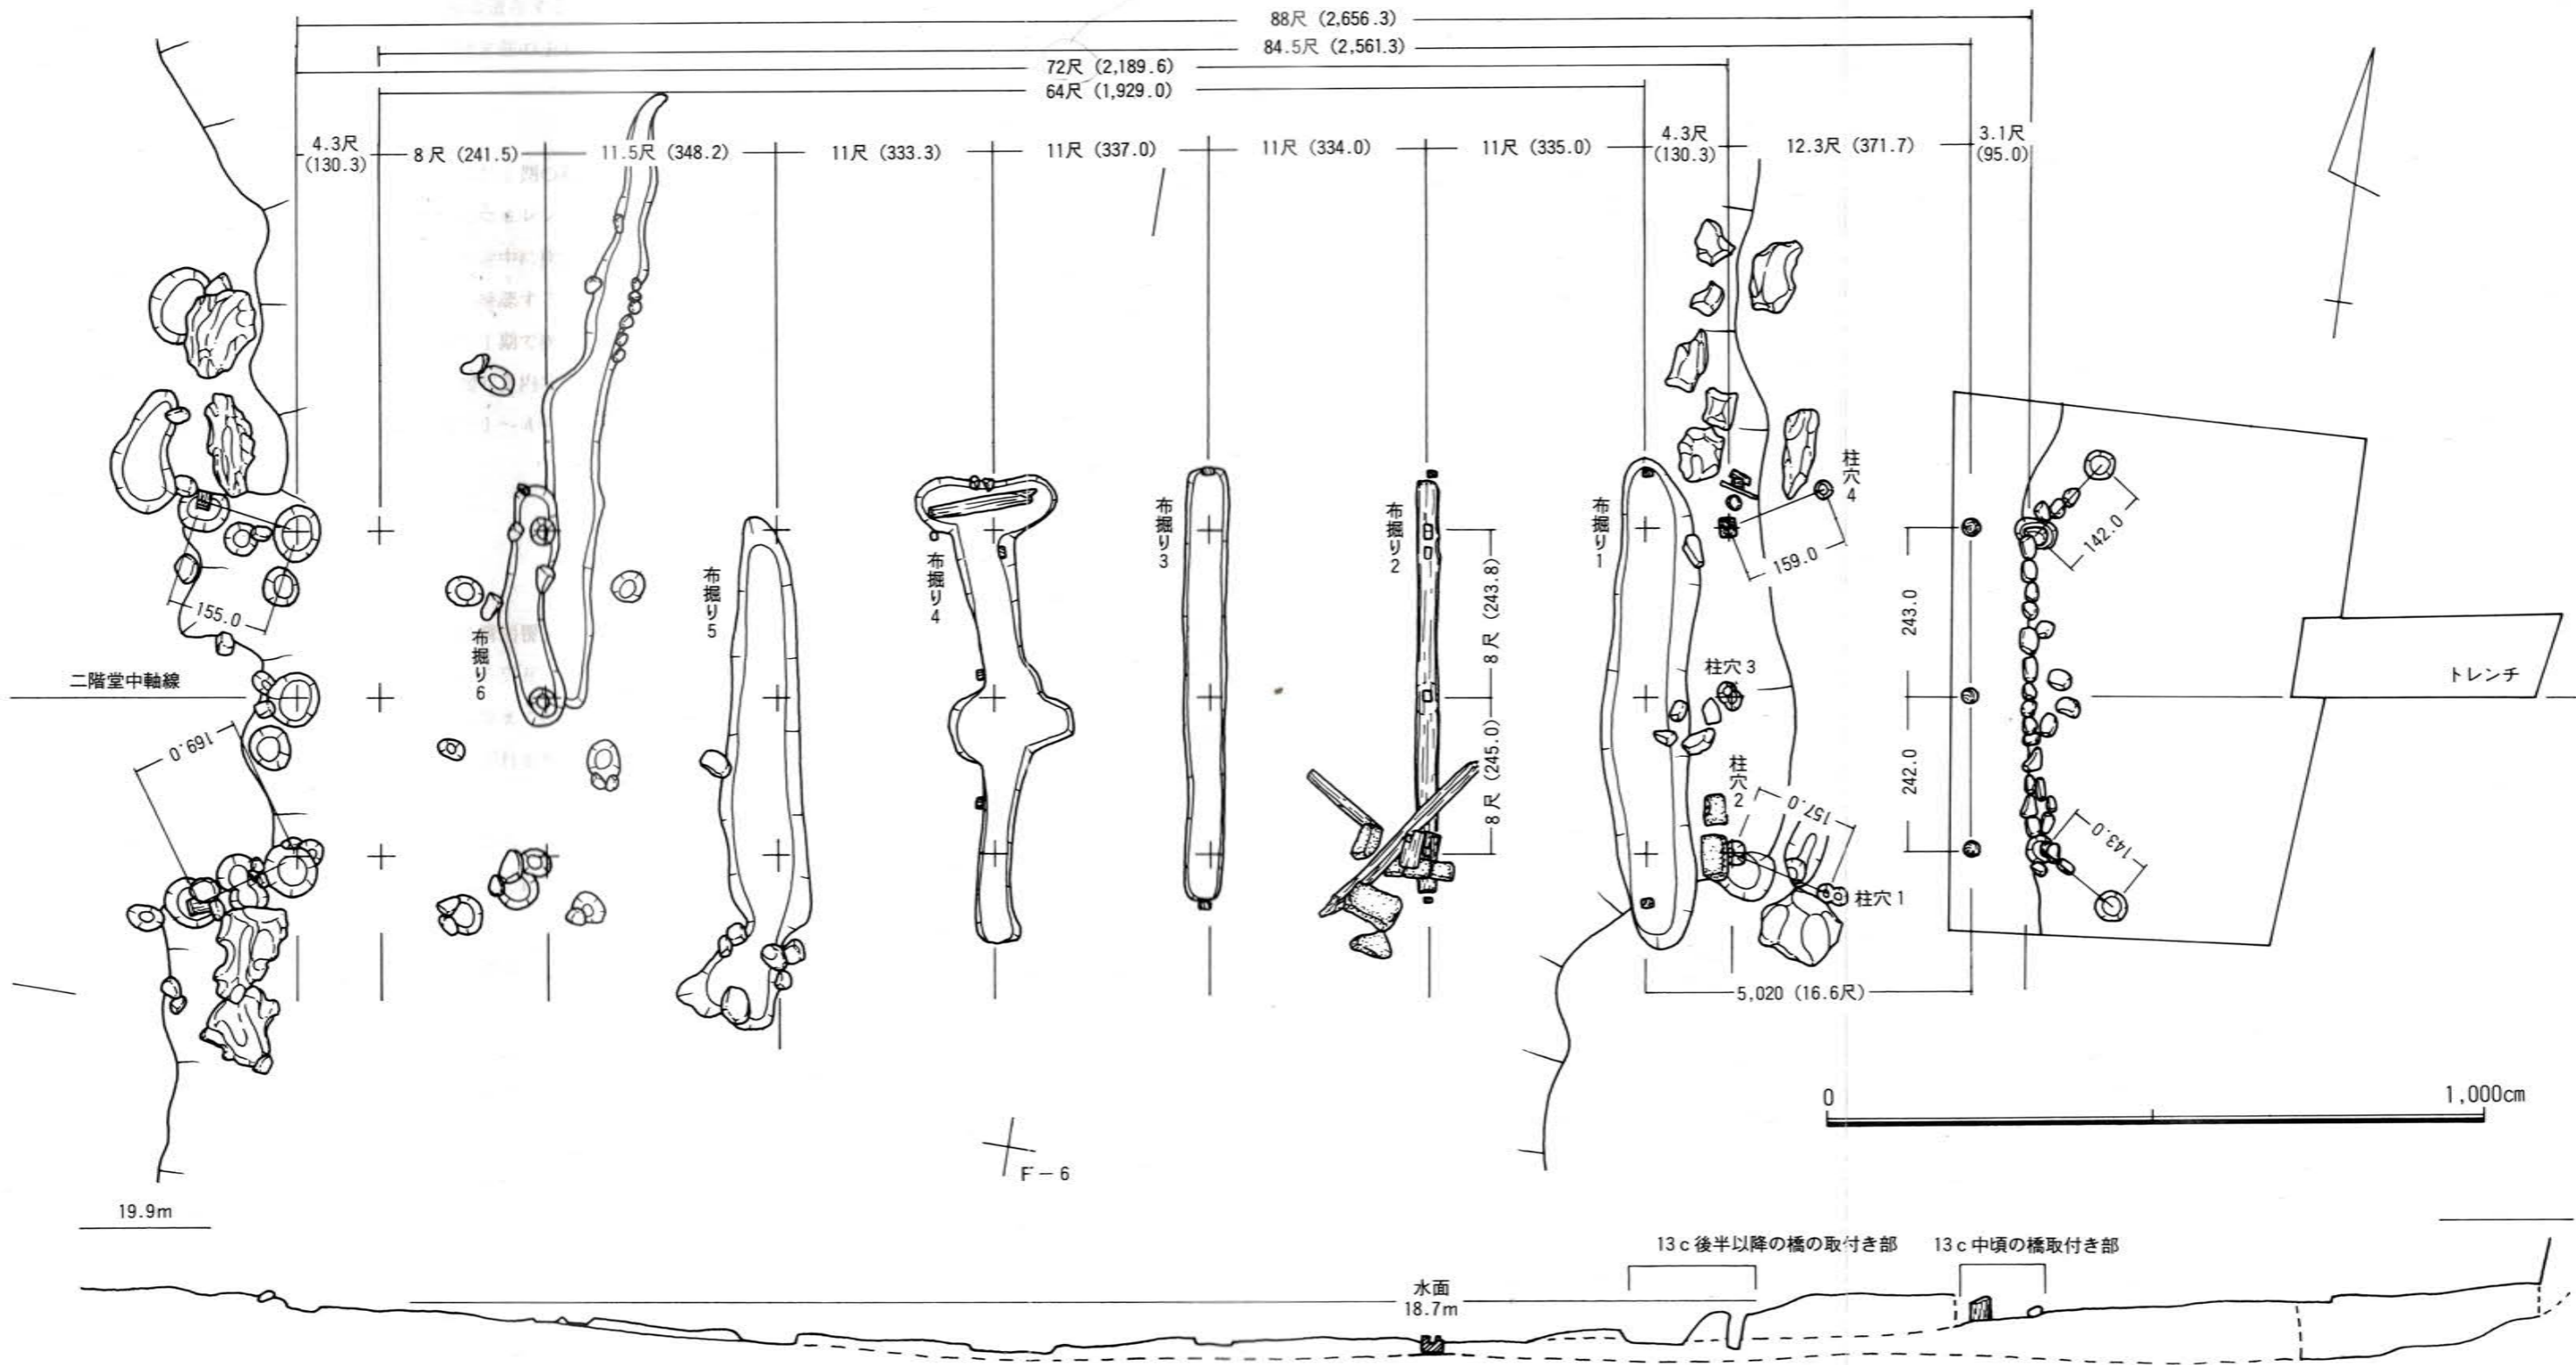 88尺 (2,656.3)
84.5尺 (2,561.3)
72尺 (2,189.6)
64尺 (1,929.0)
4.3尺
(130.3)
8尺 (241.5)
11.5尺 (348.2)
11尺 (333.3)
11尺 (337.0)
11尺 (334.0)
11尺 (335.0)
4.3尺
(130.3)
12.3尺 (371.7)
3.1尺
(95.0)
柱穴4
布掘り1
布掘り2
布掘り3
布掘り4
布掘り5
布掘り6
142.0
159.0
155.0
243.0
8尺 (243.8)
柱穴3
二階堂中軸線
トレンチ
169.0
8尺 (245.0)
242.0
柱穴2
157.0
143.0
柱穴1
5,020 (16.6尺)
0
1,000cm
F-6
19.9m
13c後半以降の橋の取付き部
13c中頃の橋取付き部
水面
18.7m